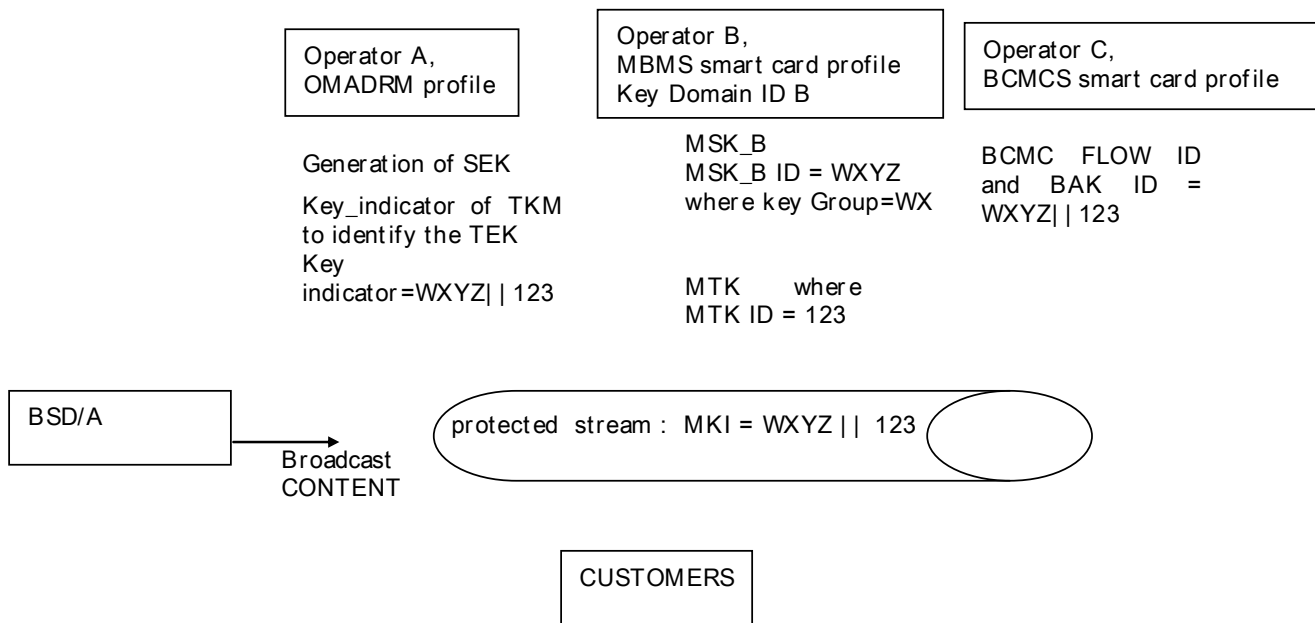 Operator A,
OMADRM profile
Operator B,
MBMS smart card profile
Key Domain ID B
Operator C,
BCMCS smart card profile
Generation of SEK
Key_indicator of TKM
to identify the TEK
Key
indicator=WXYZ||123
MSK_B
MSK_B ID = WXYZ
where key Group=WX
MTK where
MTK ID = 123
BCMC FLOW ID
and BAK ID =
WXYZ||123
BSD/A
Broadcast
CONTENT
protected stream : MKI = WXYZ || 123
CUSTOMERS